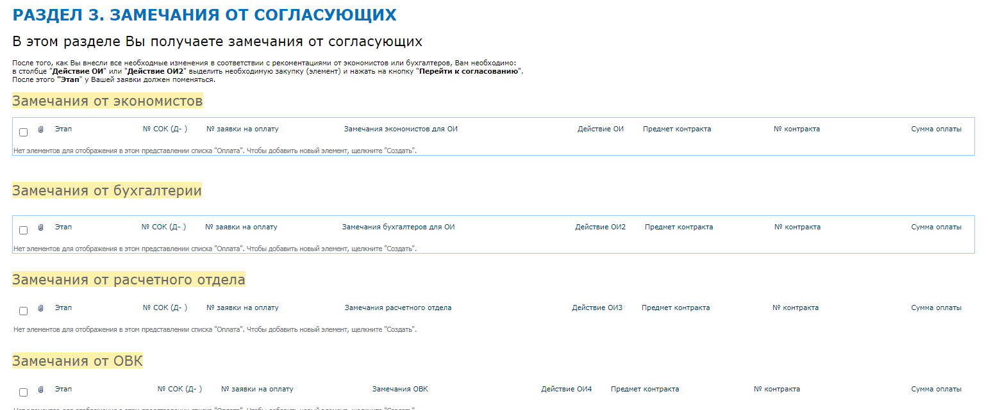 РАЗДЕЛ 3. ЗАМЕЧАНИЯ ОТ СОГЛАСУЮЩИХ
В этом разделе Вы получаете замечания от согласующих
После того, как Вы внесли все необходмые изменения в соответствии с рекоментациями от экономистов или бухгалтеров, Вам необходимо:
в столбце "Действие ОИ" или "Действие ОИ2" выделить необходимую закупку (элемент) и нажать на кнопку "Перейти к согласованию".
После этого "Этап" у Вашей заявки должен поменяться.
Замечания от экономистов
Этап № СОК (Д- ) № заявки на оплату Замечания экономистов для ОИ Действие ОИ Предмет контракта № контракта Сумма оплаты
Нет элементов для отображения в этом представлении списка "Оплата". Чтобы добавить новый элемент, щелкните "Создать".
Замечания от бухгалтерии
Этап № СОК (Д- ) № заявки на оплату Замечания бухгалтеров для ОИ Действие ОИ2 Предмет контракта № контракта Сумма оплаты
Нет элементов для отображения в этом представлении списка "Оплата". Чтобы добавить новый элемент, щелкните "Создать".
Замечания от расчетного отдела
Этап № СОК (Д- ) № заявки на оплату Замечания расчетного отдела Действие ОИ3 Предмет контракта № контракта Сумма оплаты
Нет элементов для отображения в этом представлении списка "Оплата". Чтобы добавить новый элемент, щелкните "Создать".
Замечания от ОВК
Этап № СОК (Д- ) № заявки на оплату Замечания ОВК Действие ОИ4 Предмет контракта № контракта Сумма оплаты